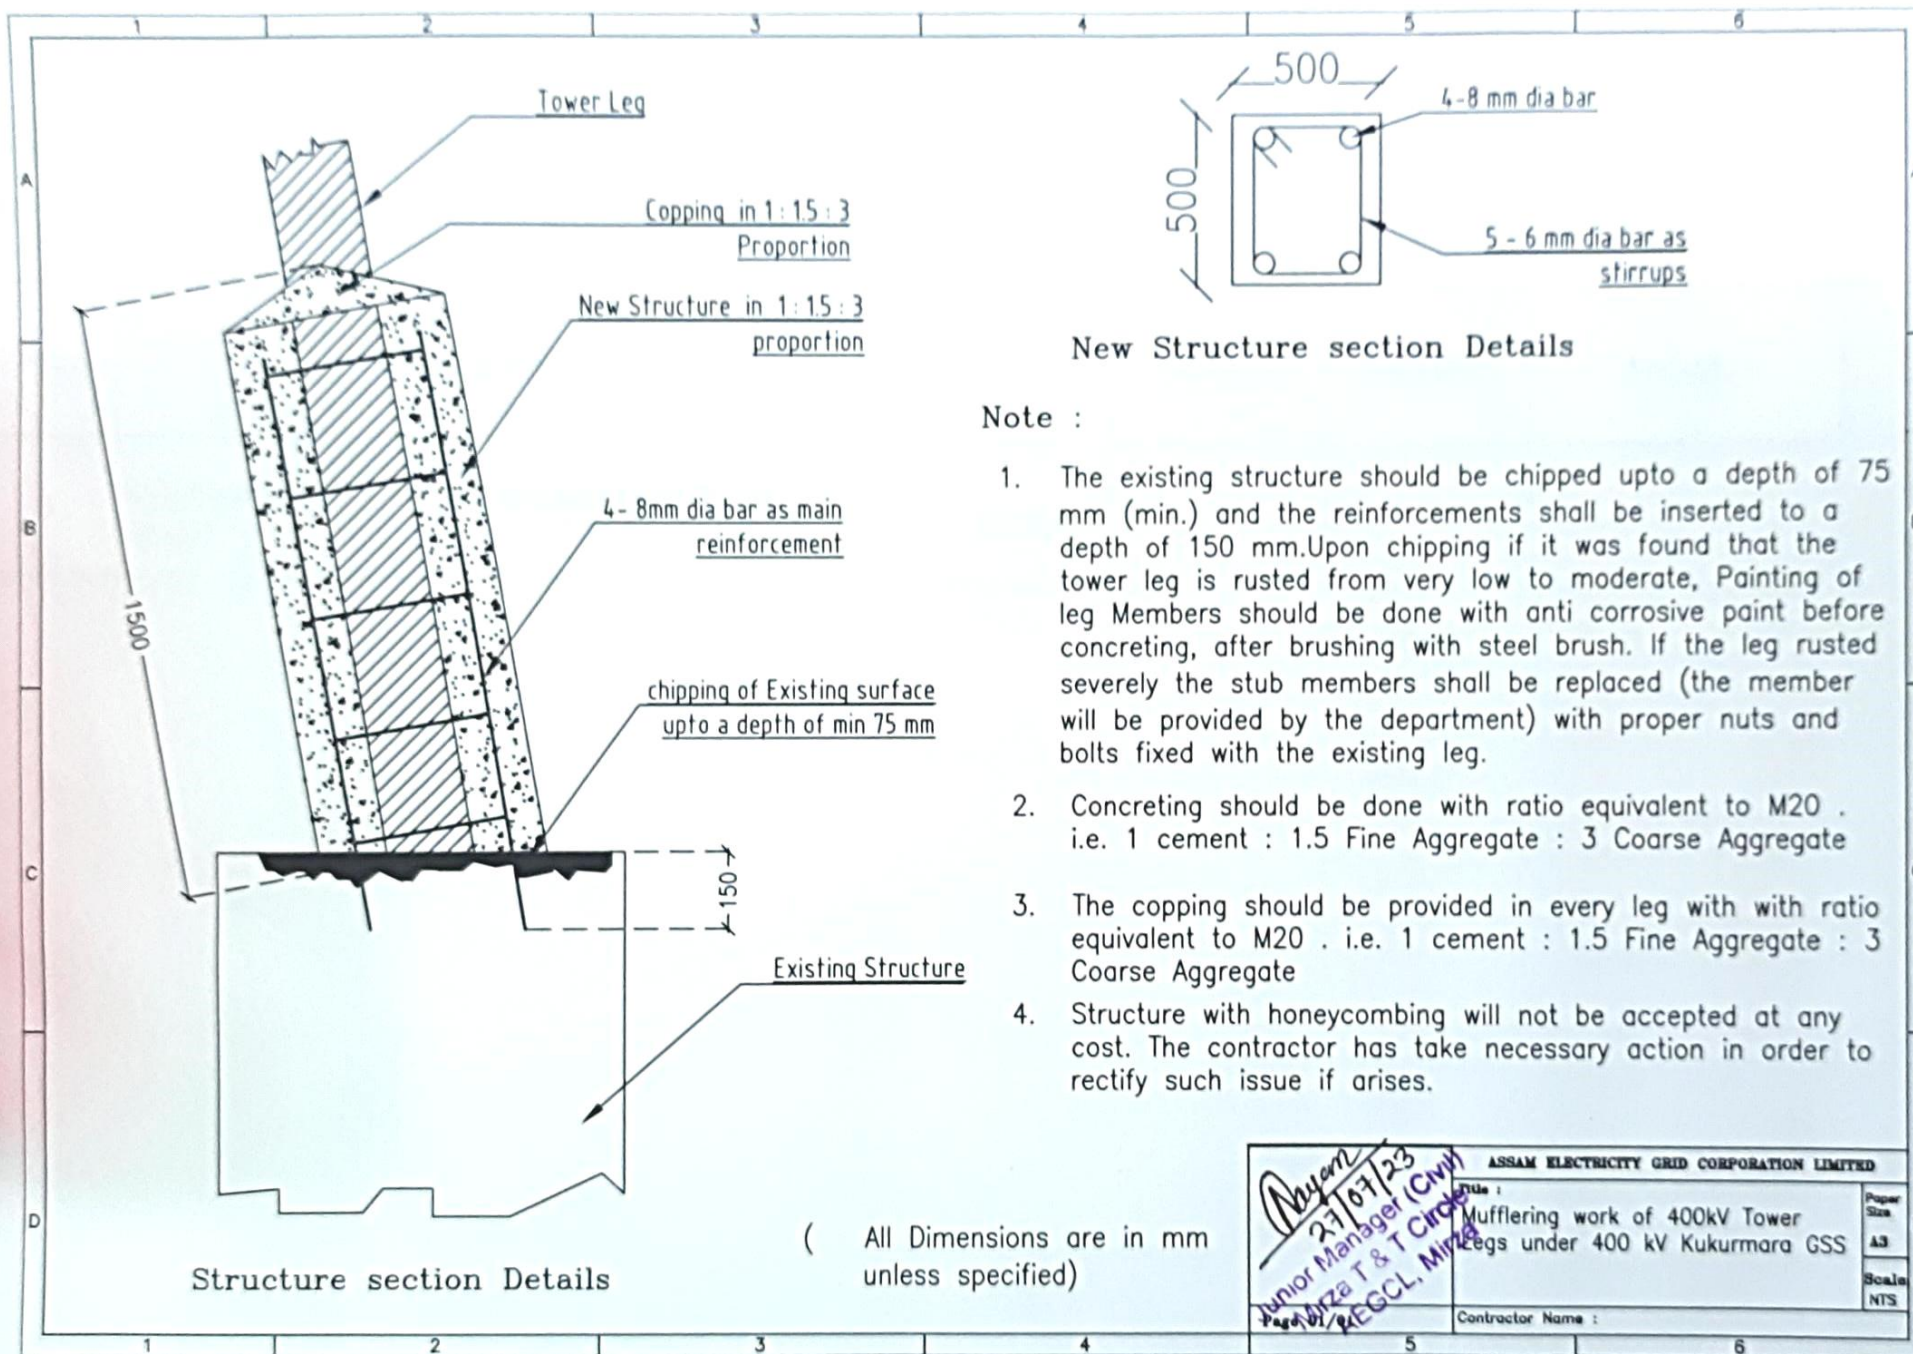 1 2 3 4 5 6
A
B
C
D
Tower Leg
Copping in 1 : 1.5 : 3
Proportion
New Structure in 1 : 1.5 : 3
proportion
4- 8mm dia bar as main
reinforcement
chipping of Existing surface
upto a depth of min 75 mm
1500
150
Existing Structure
Structure section Details
( All Dimensions are in mm
unless specified)
500
500
4-8 mm dia bar
5 - 6 mm dia bar as
stirrups
New Structure section Details
Note :
1. The existing structure should be chipped upto a depth of 75
mm (min.) and the reinforcements shall be inserted to a
depth of 150 mm.Upon chipping if it was found that the
tower leg is rusted from very low to moderate, Painting of
leg Members should be done with anti corrosive paint before
concreting, after brushing with steel brush. If the leg rusted
severely the stub members shall be replaced (the member
will be provided by the department) with proper nuts and
bolts fixed with the existing leg.
2. Concreting should be done with ratio equivalent to M20 .
i.e. 1 cement : 1.5 Fine Aggregate : 3 Coarse Aggregate
3. The copping should be provided in every leg with with ratio
equivalent to M20 . i.e. 1 cement : 1.5 Fine Aggregate : 3
Coarse Aggregate
4. Structure with honeycombing will not be accepted at any
cost. The contractor has take necessary action in order to
rectify such issue if arises.
Nayam
27/07/23
Junior Manager (Civil)
Mirza T & T Circle
AEGCL, Mirza
ASSAM ELECTRICITY GRID CORPORATION LIMITED
Title :
Mufflering work of 400kV Tower
Legs under 400 kV Kukurmara GSS
Paper
Size
A3
Scale
NTS
Contractor Name :
1 2 3 4 5 6